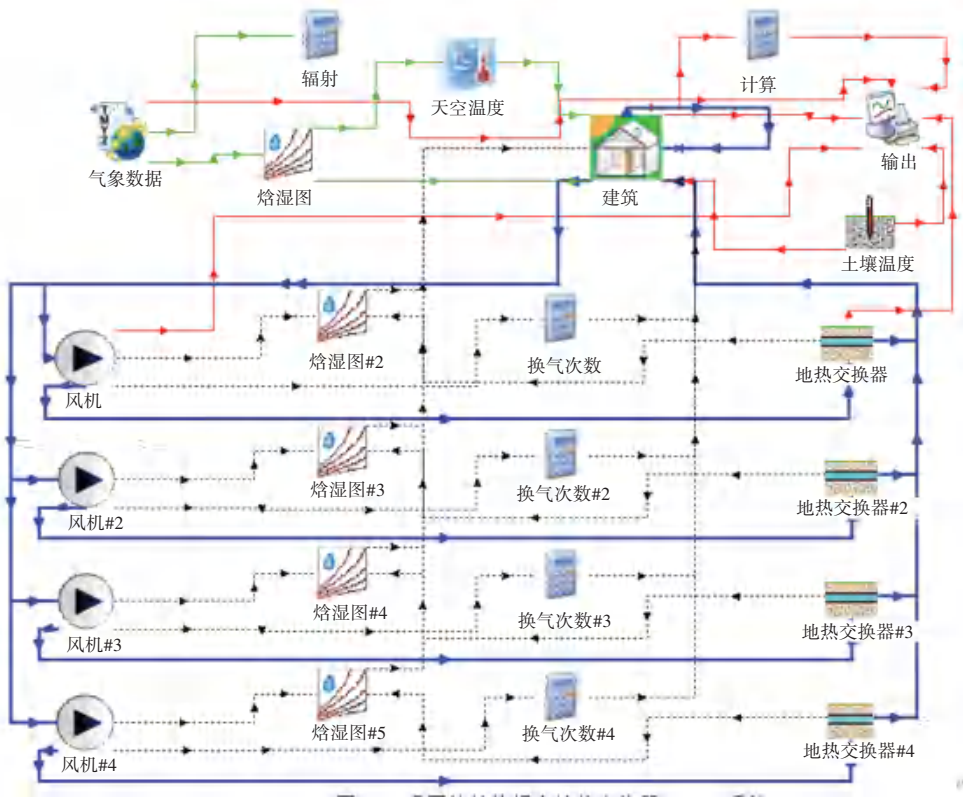 辐射
天空温度
计算
气象数据
焓湿图
建筑
输出
土壤温度
焓湿图#2
换气次数
地热交换器
风机
焓湿图#3
换气次数#2
地热交换器#2
风机#2
焓湿图#4
换气次数#3
地热交换器#3
风机#3
焓湿图#5
换气次数#4
地热交换器#4
风机#4